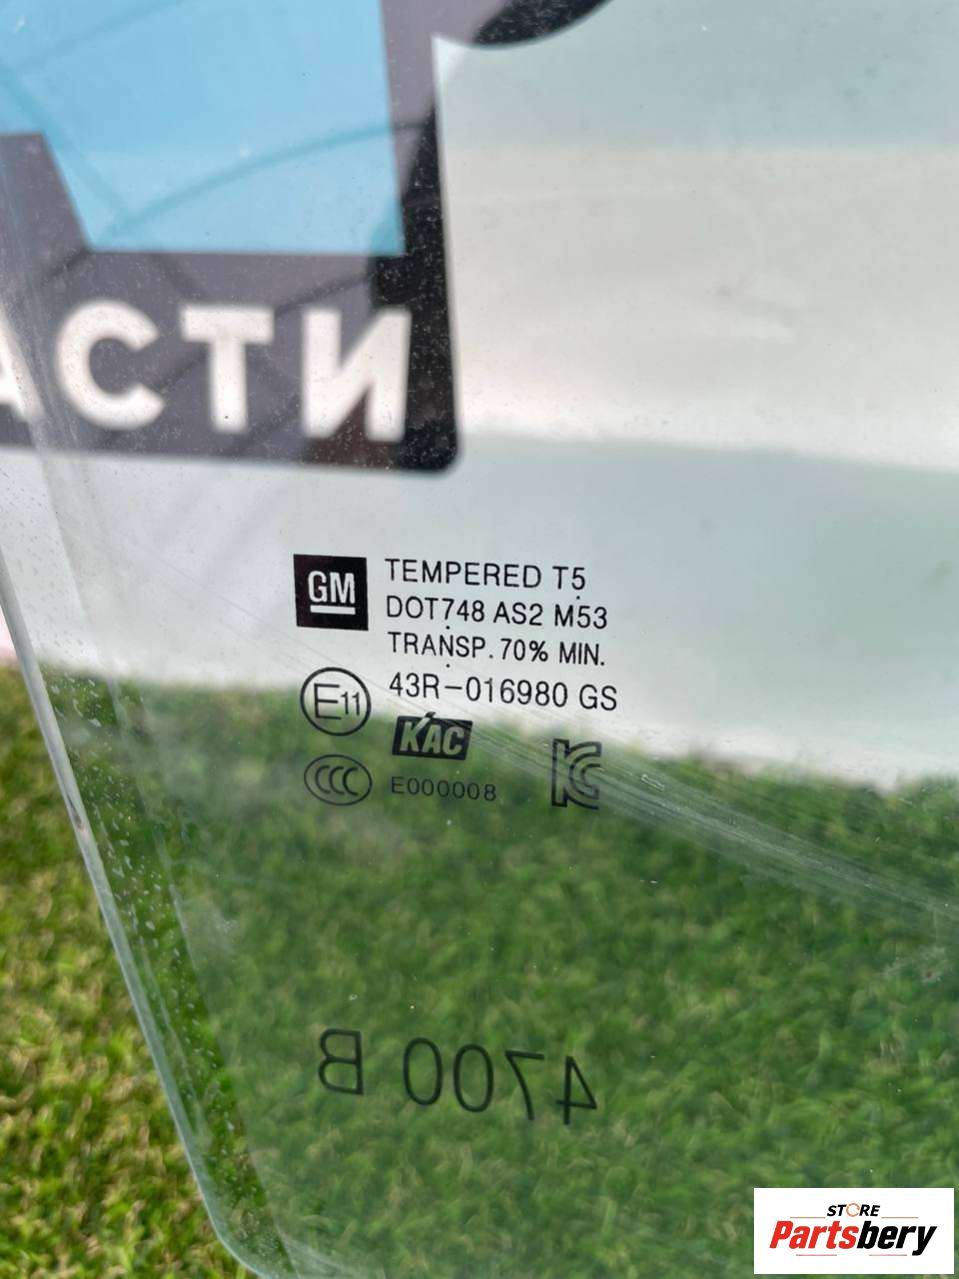 АСТИ
GM
TEMPERED T5
DOT748 AS2 M53
TRANSP. 70% MIN.
E11
43R-016980 GS
KAC
CCC
E000008
KC
4700 B
STORE
Partsbery